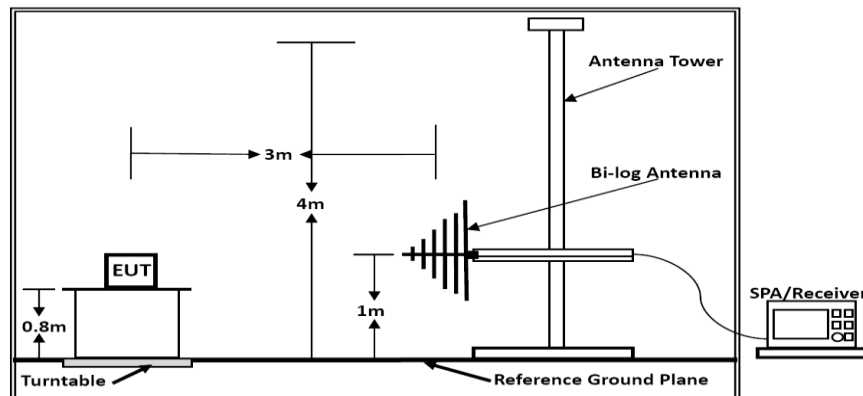 Antenna Tower
3m
Bi-log Antenna
4m
EUT
1m
0.8m
SPA/Receiver
Turntable
Reference Ground Plane